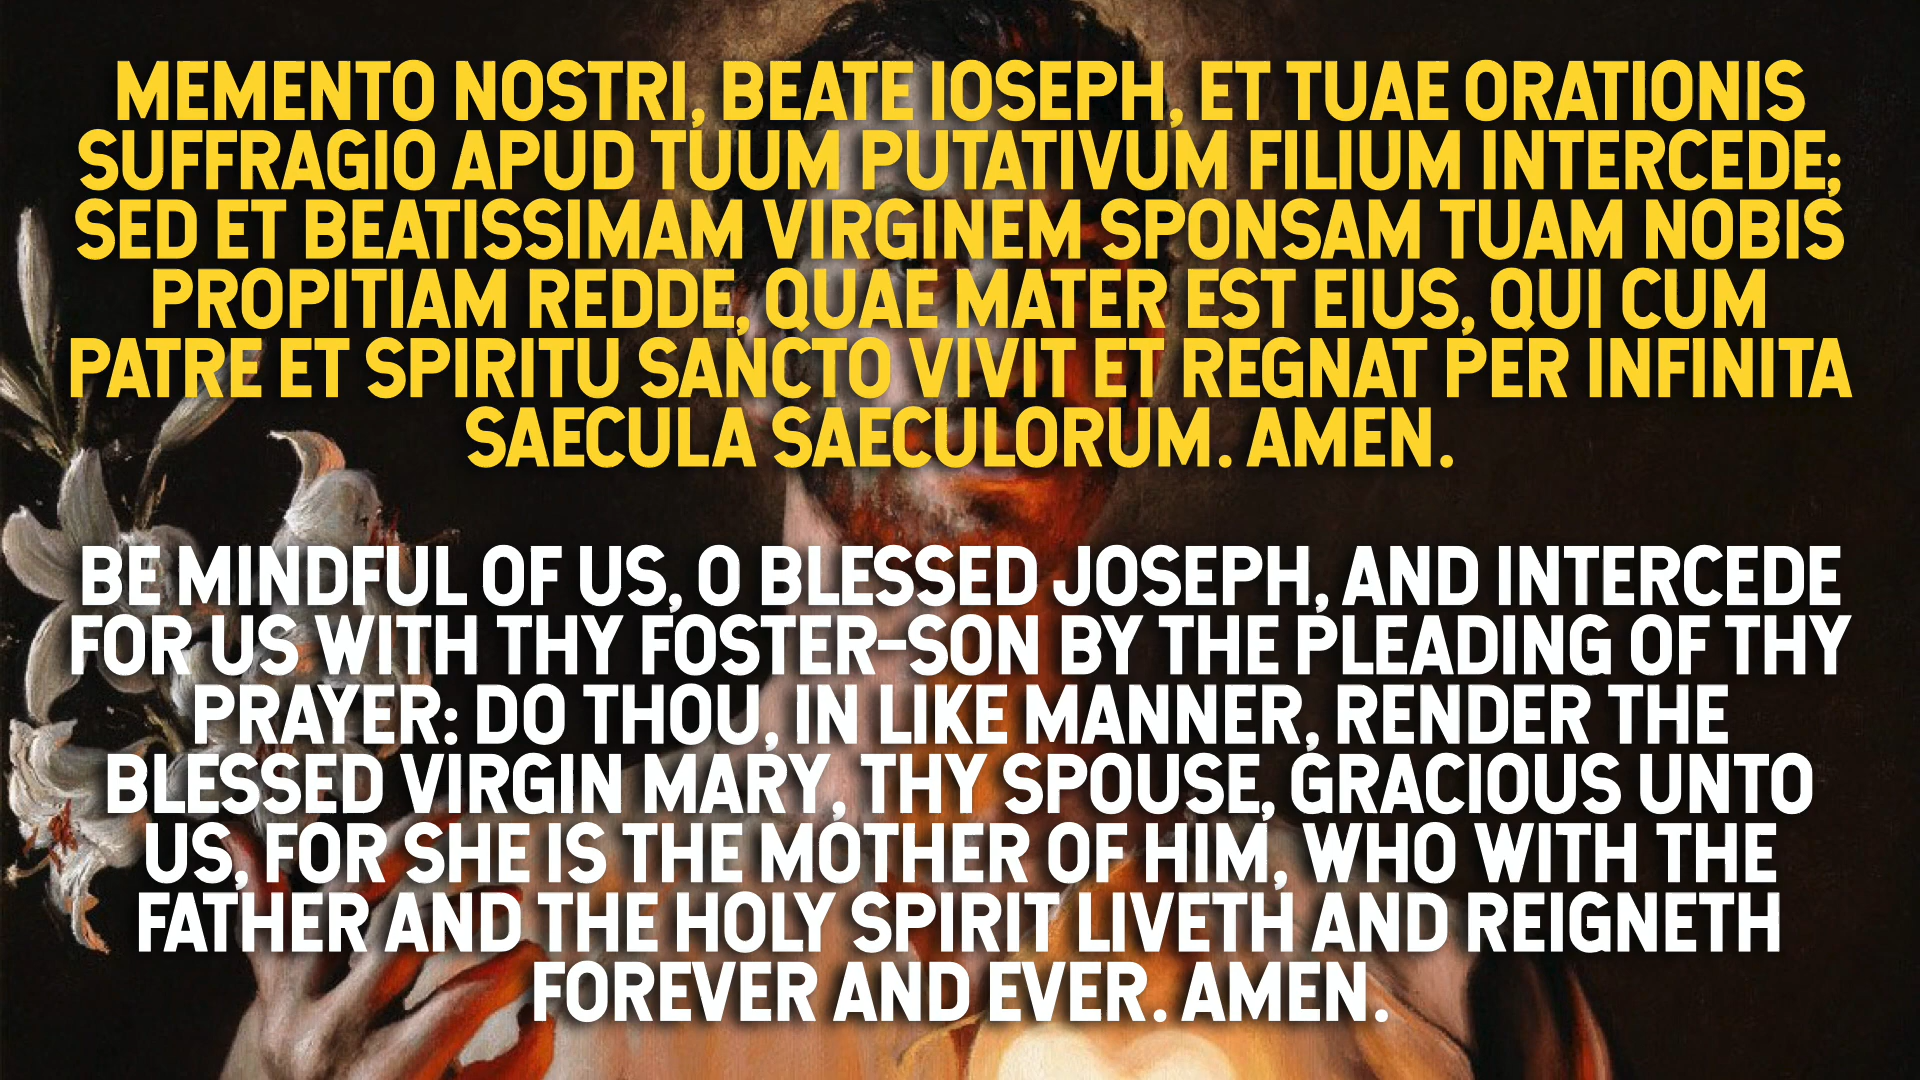 MEMENTO NOSTRI, BEATE IOSEPH, ET TUAE ORATIONIS
SUFFRAGIO APUD TUUM PUTATIVUM FILIUM INTERCEDE;
SED ET BEATISSIMAM VIRGINEM SPONSAM TUAM NOBIS
PROPITIAM REDDE, QUAE MATER EST EIUS, QUI CUM
PATRE ET SPIRITU SANCTO VIVIT ET REGNAT PER INFINITA
SAECULA SAECULORUM. AMEN.
BE MINDFUL OF US, O BLESSED JOSEPH, AND INTERCEDE
FOR US WITH THY FOSTER-SON BY THE PLEADING OF THY
PRAYER: DO THOU, IN LIKE MANNER, RENDER THE
BLESSED VIRGIN MARY, THY SPOUSE, GRACIOUS UNTO
US, FOR SHE IS THE MOTHER OF HIM, WHO WITH THE
FATHER AND THE HOLY SPIRIT LIVETH AND REIGNETH
FOREVER AND EVER. AMEN.